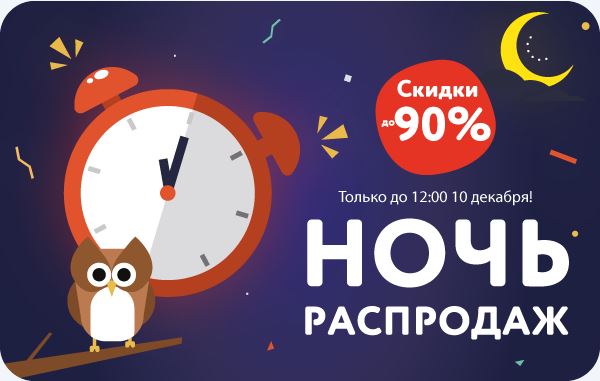 Скидки
до 90%
Только до 12:00 10 декабря!
НОЧЬ
РАСПРОДАЖ